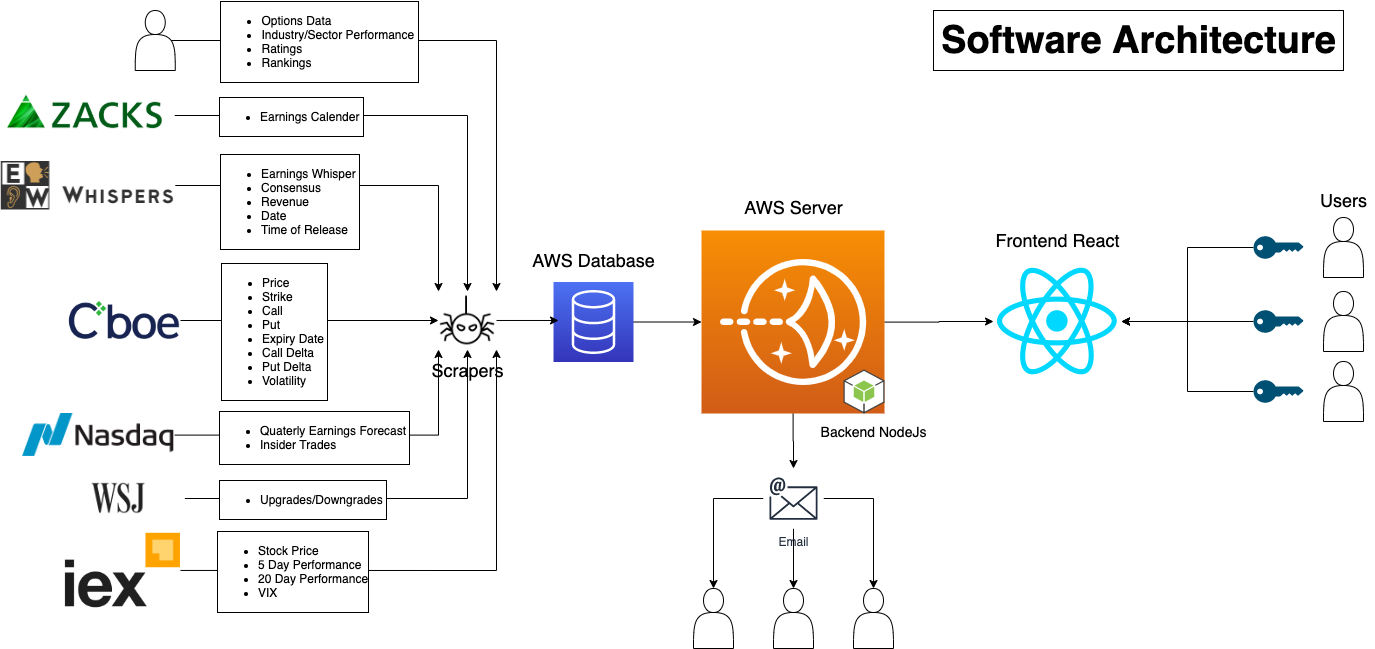 Software Architecture
Options Data
Industry/Sector Performance
Ratings
Rankings
ZACKS
Earnings Calender
E
W
WHISPERS
Earnings Whisper
Consensus
Revenue
Date
Time of Release
Cboe
Price
Strike
Call
Put
Expiry Date
Call Delta
Put Delta
Volatility
Scrapers
AWS Database
AWS Server
Backend NodeJs
Frontend React
Users
Nasdaq
Quaterly Earnings Forecast
Insider Trades
WSJ
Upgrades/Downgrades
iex
Stock Price
5 Day Performance
20 Day Performance
VIX
@
Email